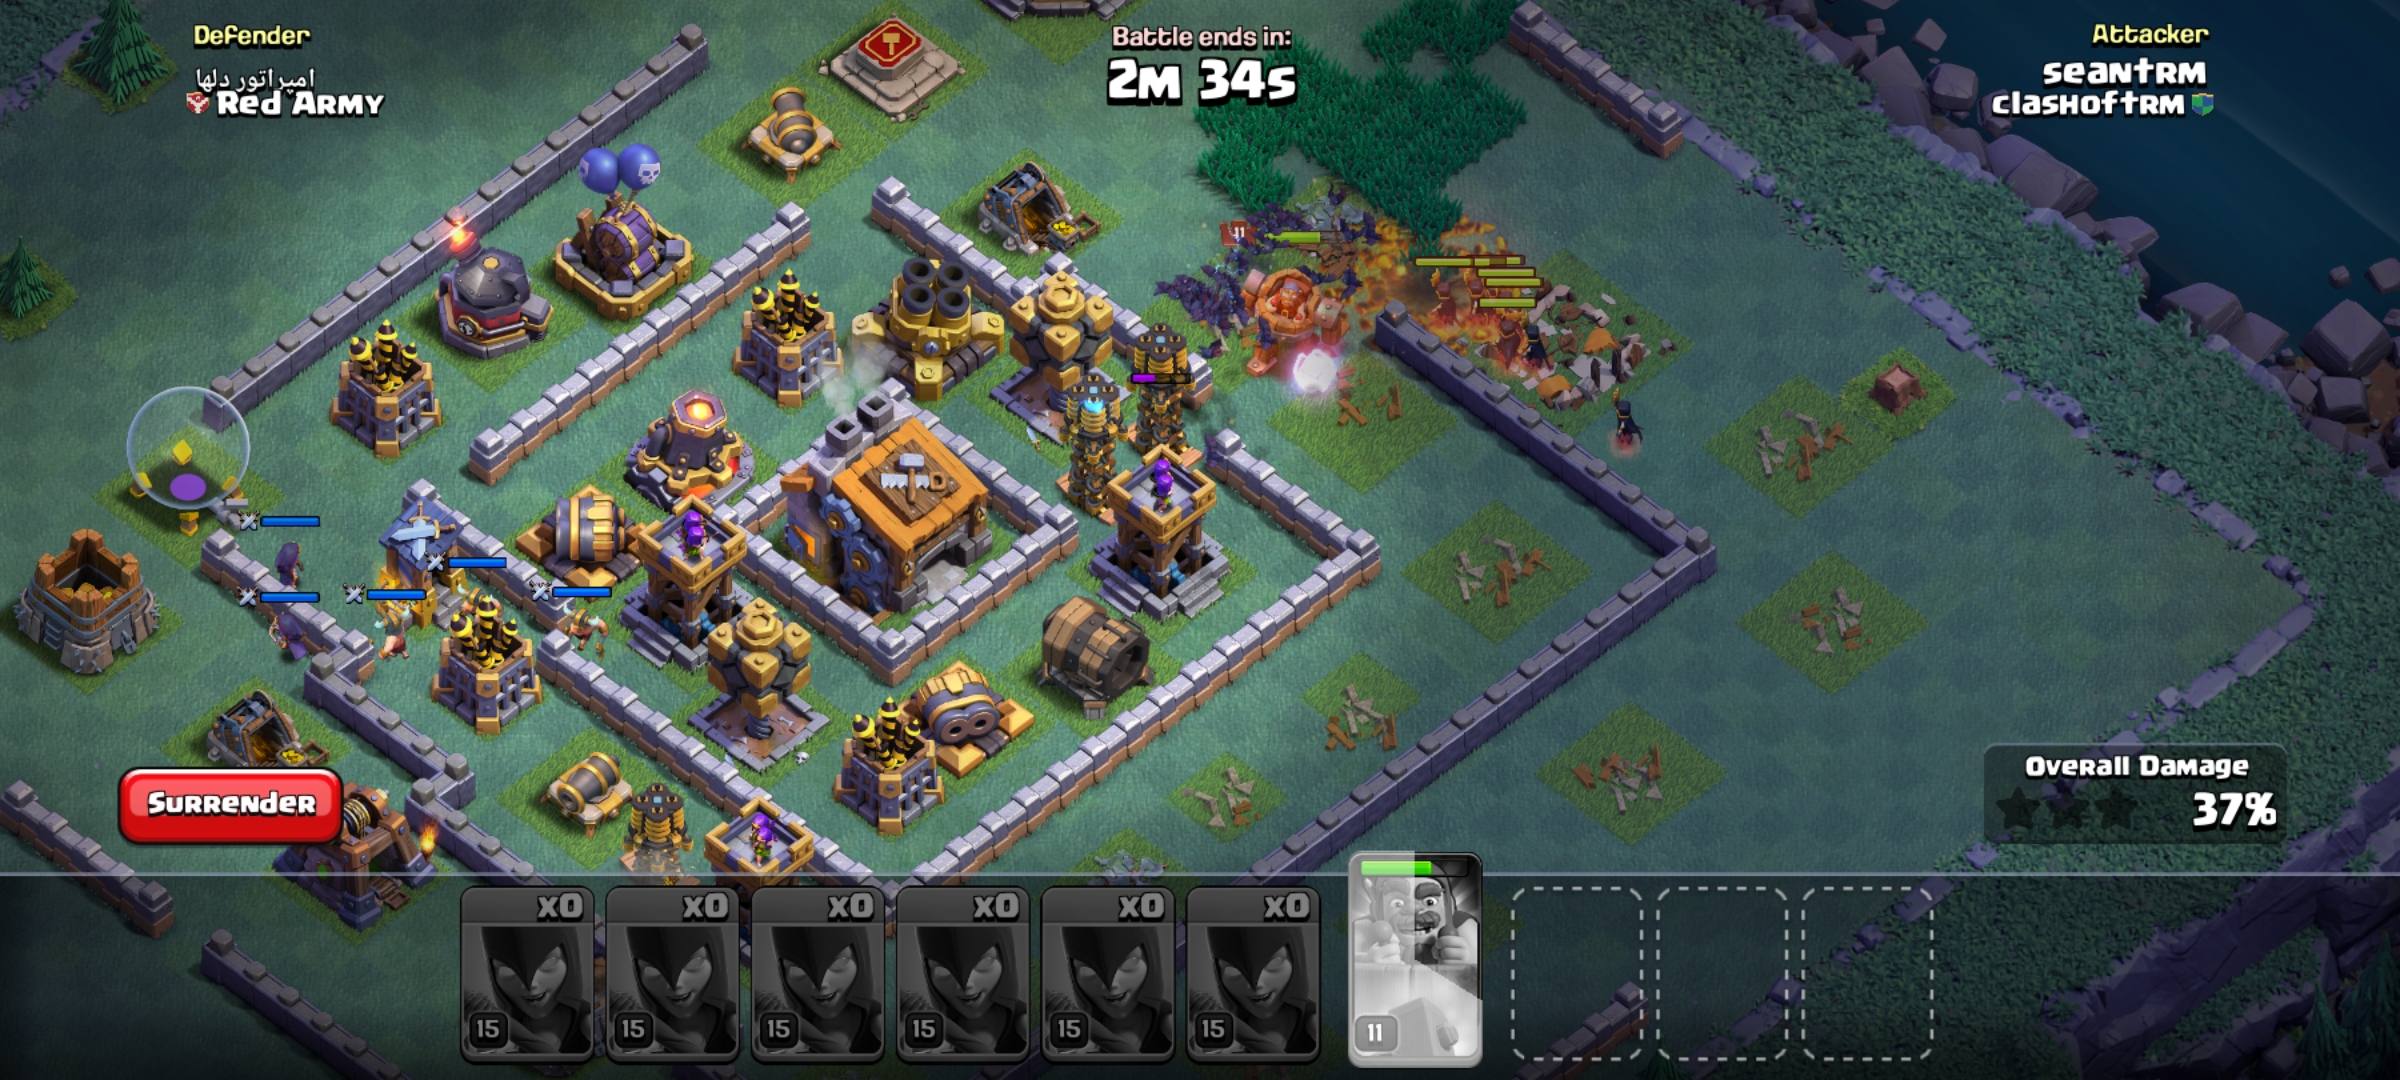 Defender
امپراتور دلها
Red Army
Battle ends in:
2M 34s
Attacker
seantRM
clashoftRM
11
Surrender
Overall Damage
37%
x0
x0
x0
x0
x0
x0
15
15
15
15
15
15
11